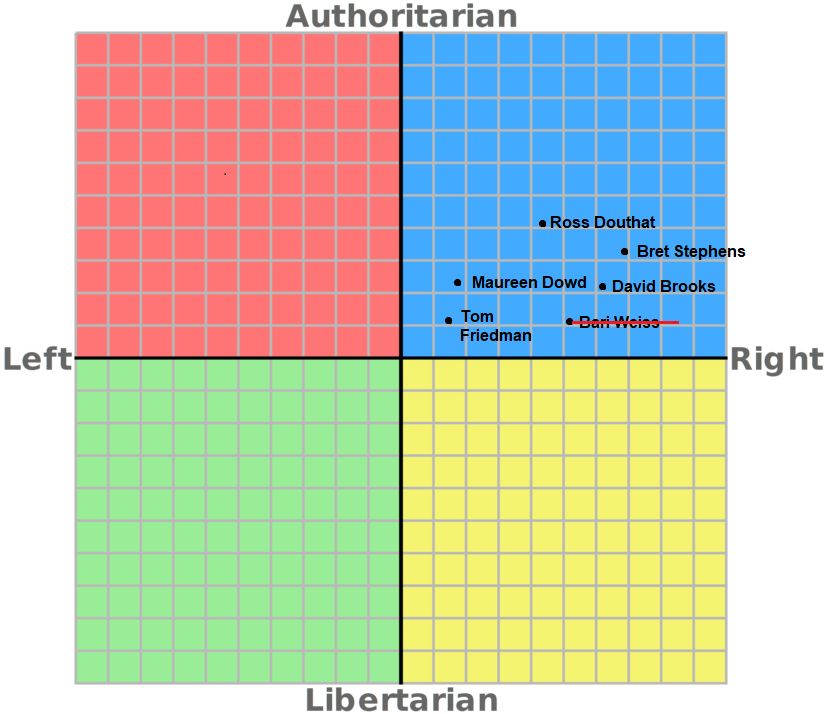 Authoritarian
Ross Douthat
Bret Stephens
Maureen Dowd
David Brooks
Tom
Friedman
Bari Weiss
Left
Right
Libertarian